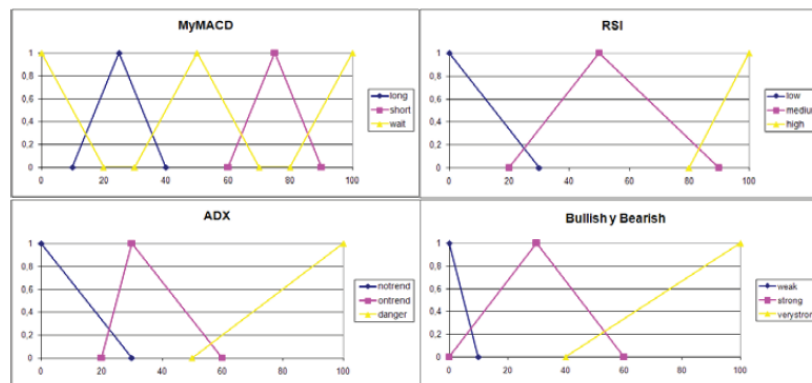 MyMACD
1
0,8
0,6
0,4
0,2
0
0 20 40 60 80 100
long
short
wait
RSI
1
0,8
0,6
0,4
0,2
0
0 20 40 60 80 100
low
mediu
high
ADX
1
0,8
0,6
0,4
0,2
0
0 20 40 60 80 100
notrend
ontrend
danger
Bullish y Bearish
1
0,8
0,6
0,4
0,2
0
0 20 40 60 80 100
weak
strong
verystron